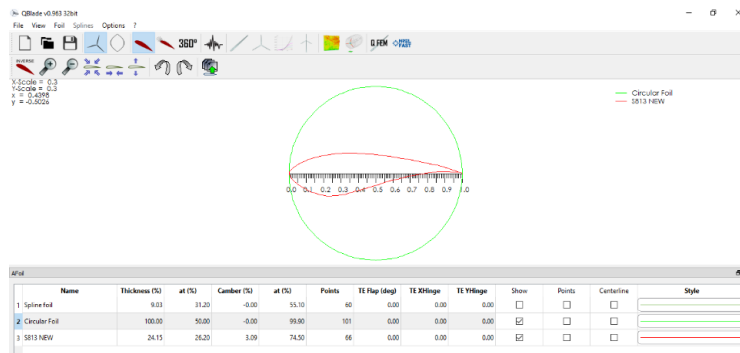 QBlade v0.963 32bit
File View Foil Splines Options ?
360° QFEM NREL FAST
INVERSE
X-Scale = 0.3
Y-Scale = 0.3
x = 0.4398
y = -0.5026
Circular Foil
S813 NEW
0.0 0.1 0.2 0.3 0.4 0.5 0.6 0.7 0.8 0.9 1.0
AFoil
Name Thickness (%) at (%) Camber (%) at (%) Points TE Flap (deg) TE XHinge TE YHinge Show Points Centerline Style
1 Spline foil 9.03 31.20 -0.00 55.10 60 0.00 0.00 0.00
2 Circular Foil 100.00 50.00 -0.00 99.90 101 0.00 0.00 0.00
3 S813 NEW 24.15 26.20 3.09 74.50 66 0.00 0.00 0.00